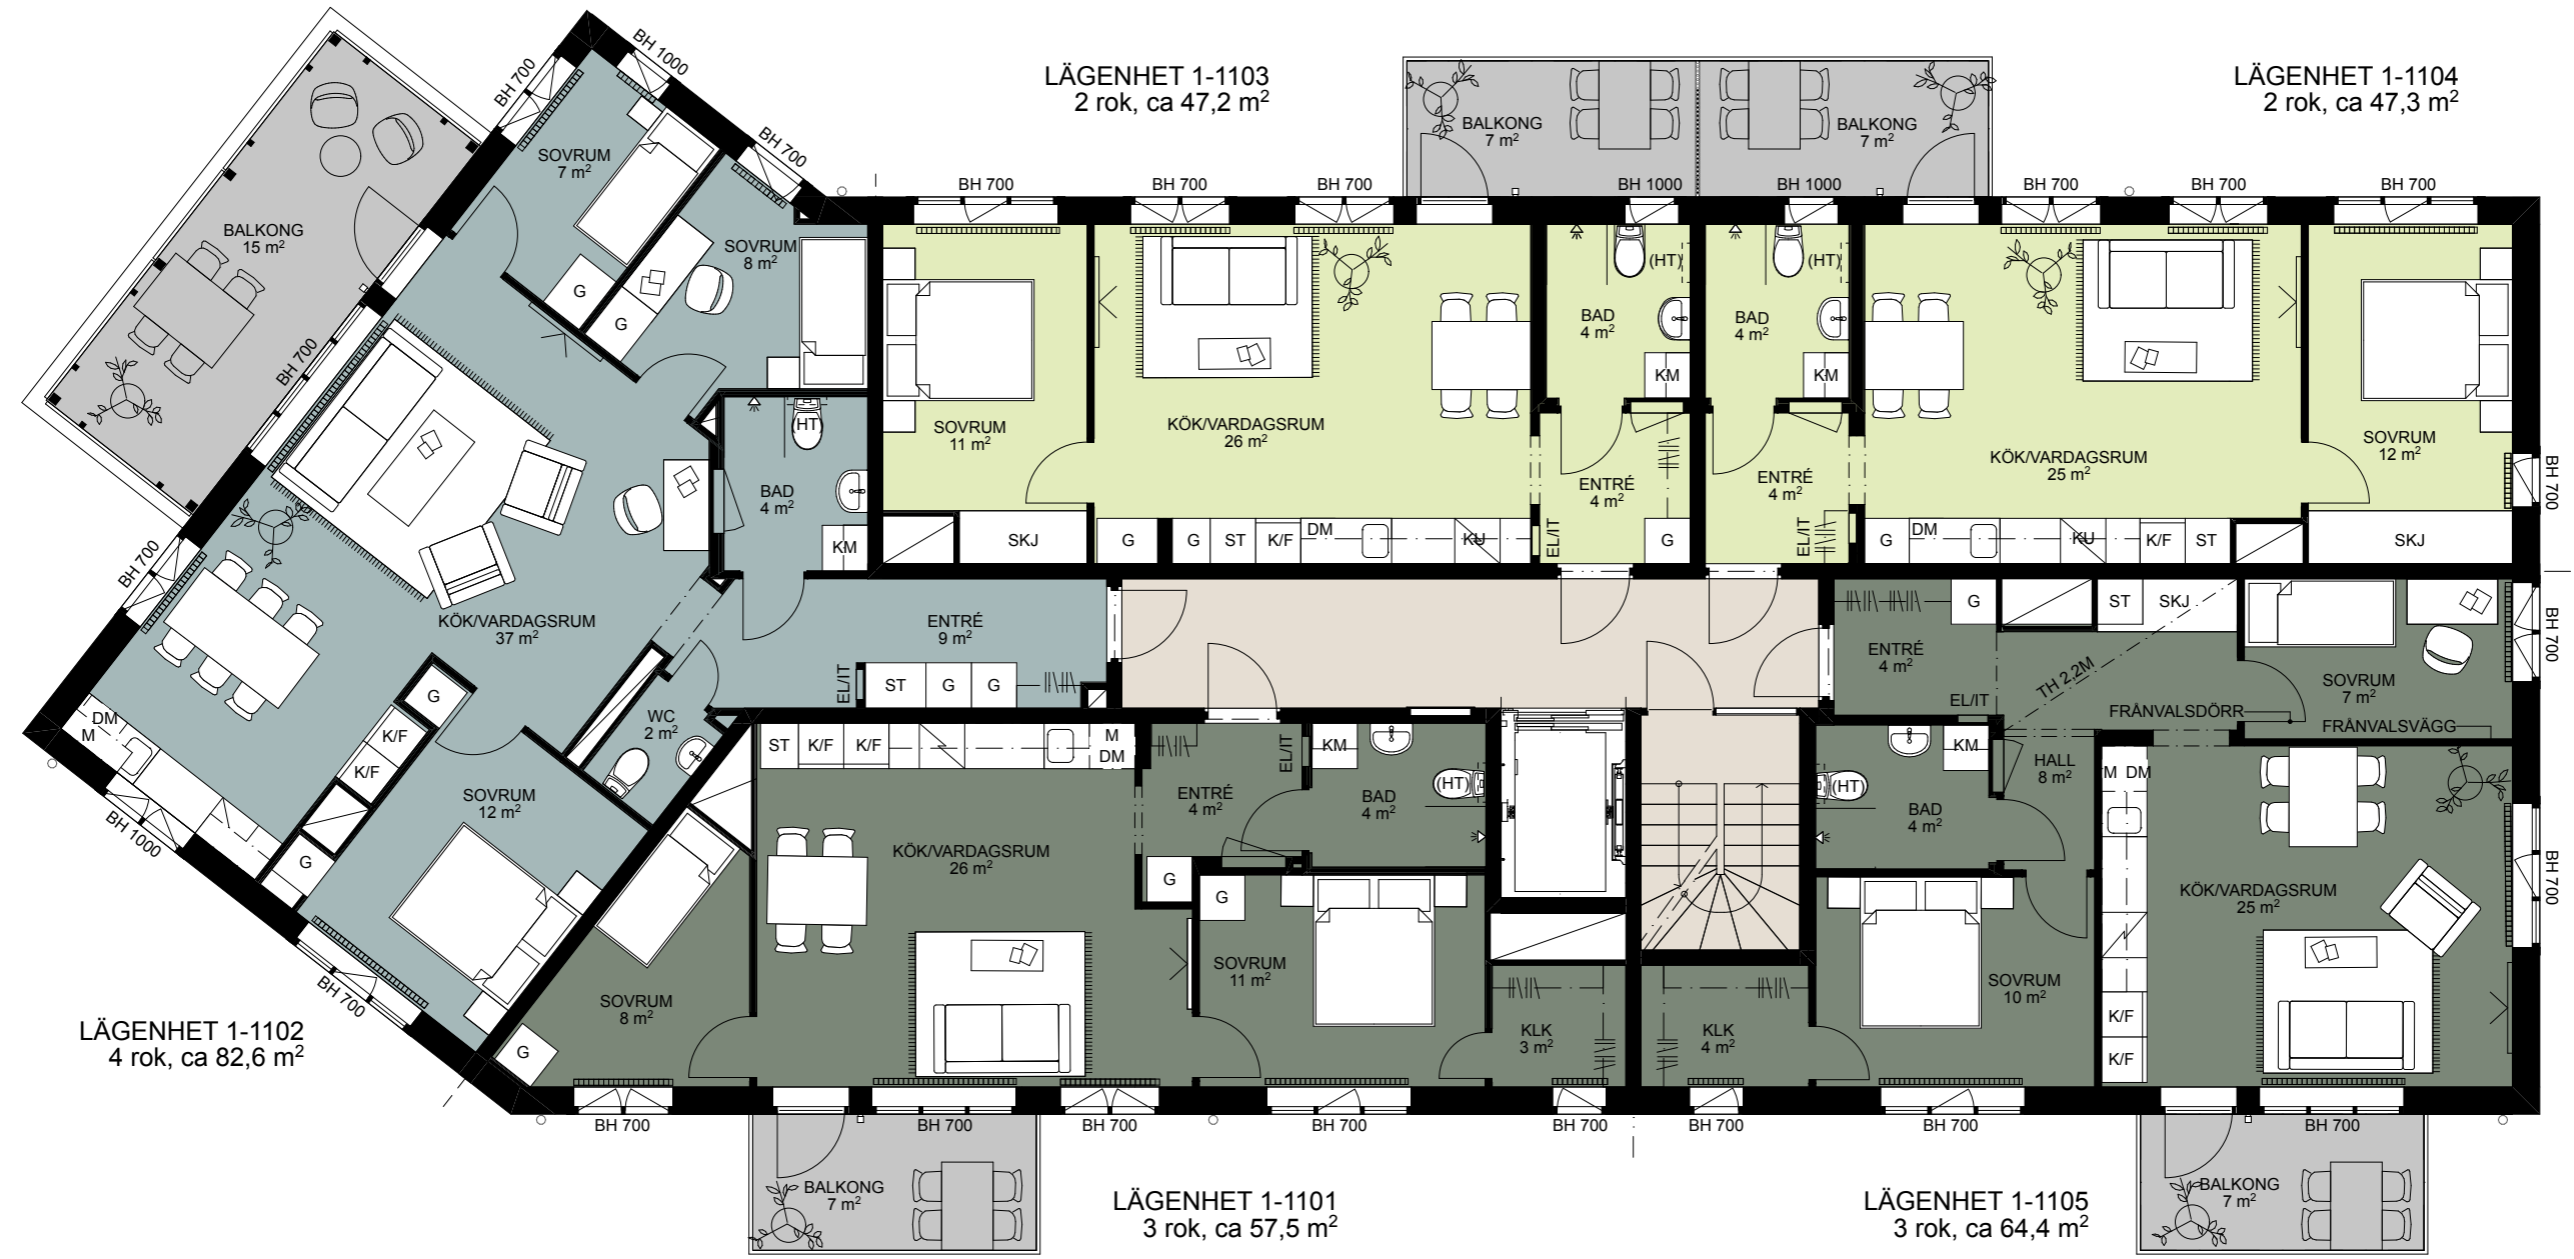 LÄGENHET 1-1103
2 rok, ca 47,2 m²
LÄGENHET 1-1104
2 rok, ca 47,3 m²
BH 1000
BH 700
BH 700
SOVRUM
7 m²
BALKONG
15 m²
SOVRUM
8 m²
G
G
BH 700
BH 700
KÖK/VARDAGSRUM
37 m²
(HT)
BAD
4 m²
KM
ENTRÉ
9 m²
EL/IT
ST
G
G
WC
2 m²
G
K/F
K/F
G
DM
M
SOVRUM
12 m²
BH 1000
BH 700
LÄGENHET 1-1102
4 rok, ca 82,6 m²
BH 700
BH 700
BH 700
BALKONG
7 m²
BH 1000
SOVRUM
11 m²
KÖK/VARDAGSRUM
26 m²
BAD
4 m²
(HT)
KM
ENTRÉ
4 m²
SKJ
G
G
ST
K/F
DM
KU
EL/IT
G
BALKONG
7 m²
BH 1000
BH 700
BH 700
BH 700
BAD
4 m²
(HT)
KM
ENTRÉ
4 m²
EL/IT
KÖK/VARDAGSRUM
25 m²
SOVRUM
12 m²
BH 700
G
DM
KU
K/F
ST
SKJ
ST
K/F
K/F
M
DM
ENTRÉ
4 m²
EL/IT
KM
BAD
4 m²
(HT)
KÖK/VARDAGSRUM
26 m²
G
G
SOVRUM
11 m²
SOVRUM
8 m²
G
KLK
3 m²
BH 700
BH 700
BH 700
BH 700
BH 700
BALKONG
7 m²
LÄGENHET 1-1101
3 rok, ca 57,5 m²
G
ENTRÉ
4 m²
EL/IT
ST
SKJ
TH 2,2M
SOVRUM
7 m²
BH 700
FRÅNVALSDÖRR
FRÅNVALSVÄGG
KM
(HT)
BAD
4 m²
HALL
8 m²
M
DM
KÖK/VARDAGSRUM
25 m²
BH 700
SOVRUM
10 m²
KLK
4 m²
K/F
K/F
BH 700
BH 700
BH 700
BALKONG
7 m²
LÄGENHET 1-1105
3 rok, ca 64,4 m²